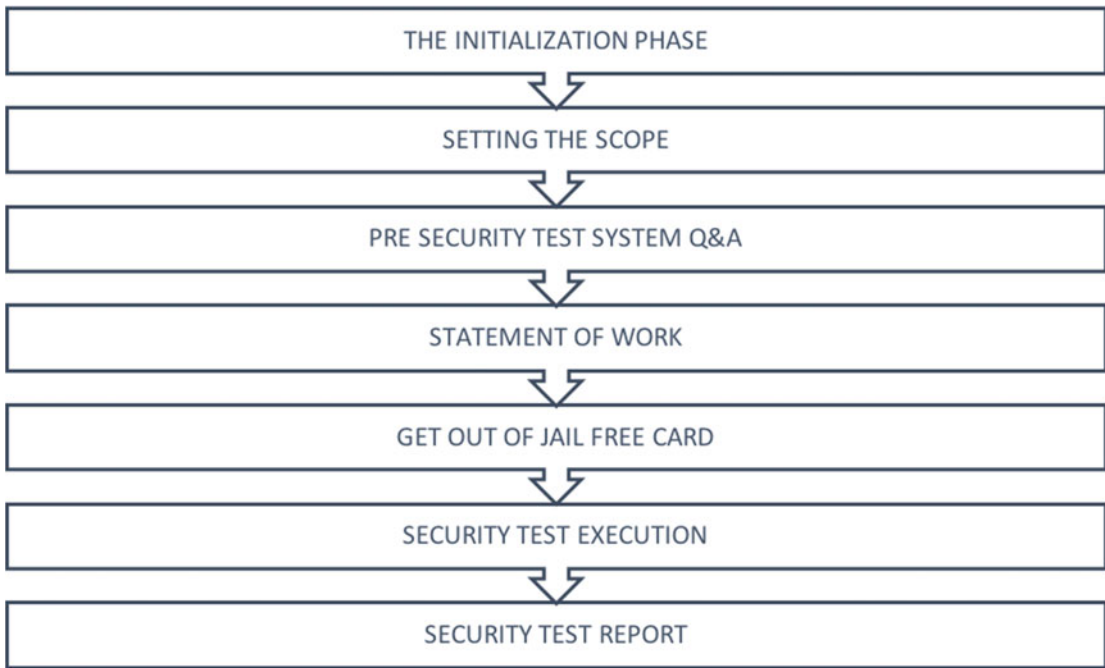 THE INITIALIZATION PHASE
SETTING THE SCOPE
PRE SECURITY TEST SYSTEM Q&A
STATEMENT OF WORK
GET OUT OF JAIL FREE CARD
SECURITY TEST EXECUTION
SECURITY TEST REPORT